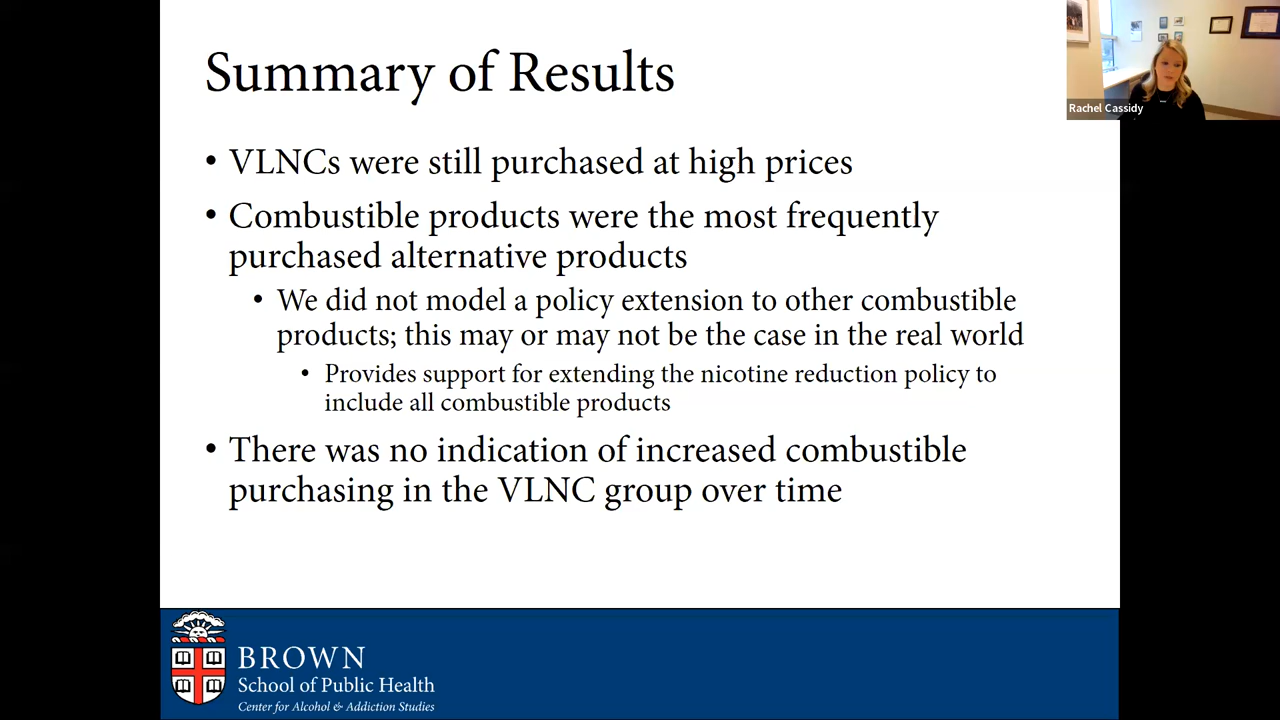 Summary of Results
Rachel Cassidy
• VLNCs were still purchased at high prices
• Combustible products were the most frequently
purchased alternative products
• We did not model a policy extension to other combustible
products; this may or may not be the case in the real world
• Provides support for extending the nicotine reduction policy to
include all combustible products
• There was no indication of increased combustible
purchasing in the VLNC group over time
BROWN
School of Public Health
Center for Alcohol & Addiction Studies